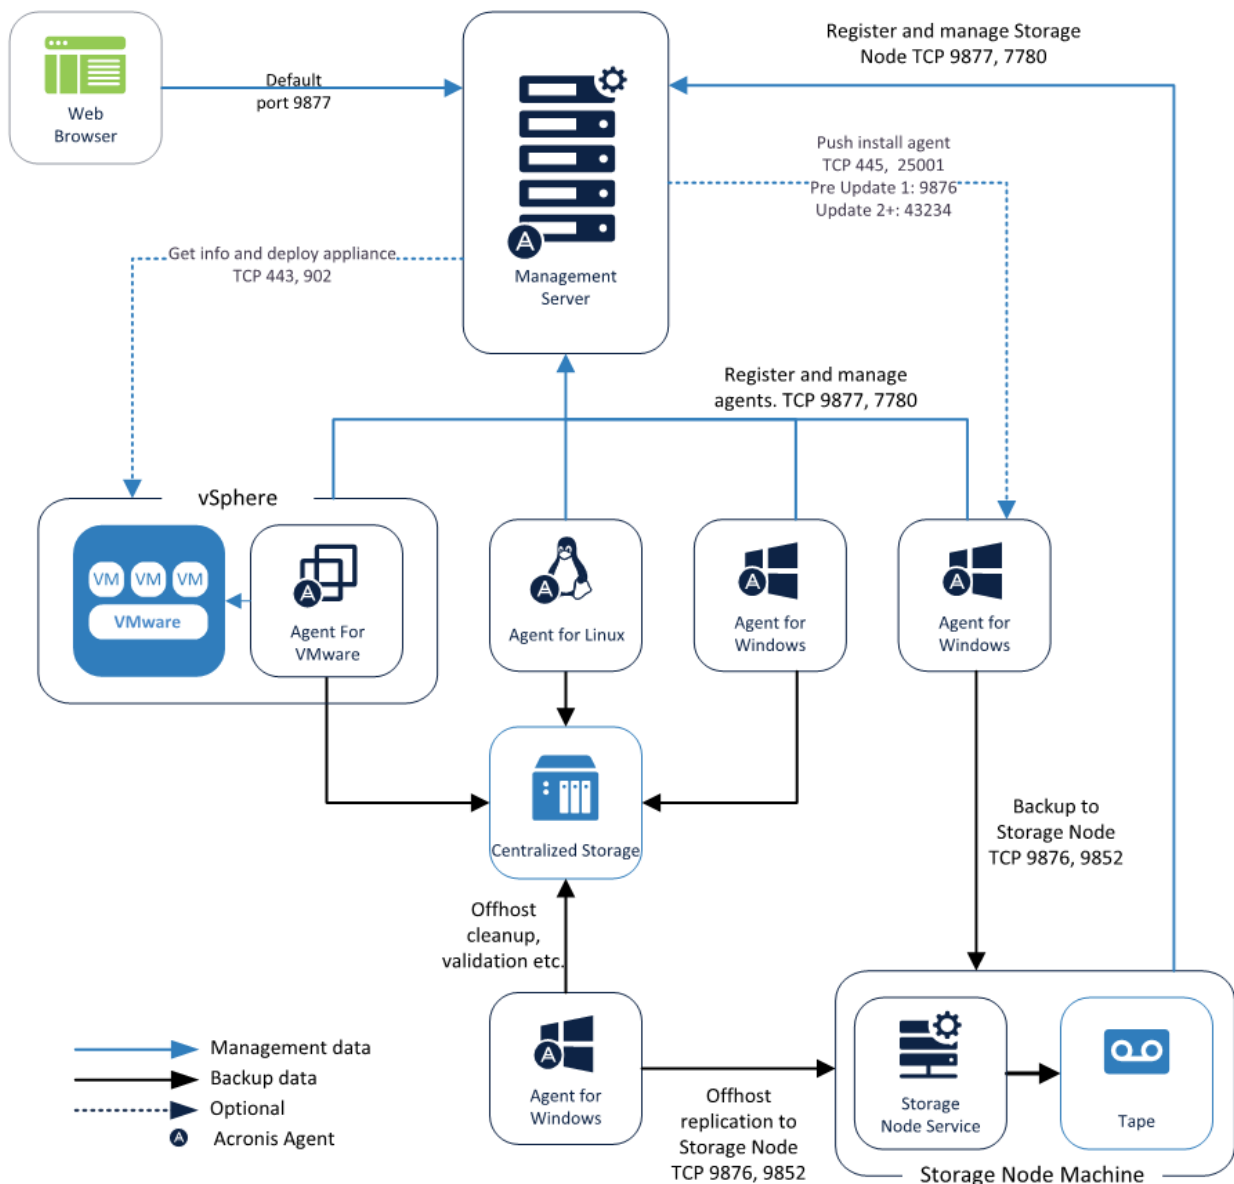 Web
Browser
Default
port 9877
Management
Server
Register and manage Storage
Node TCP 9877, 7780
Push install agent
TCP 445, 25001
Pre Update 1: 9876
Update 2+: 43234
Get info and deploy appliance
TCP 443, 902
Register and manage
agents. TCP 9877, 7780
vSphere
VM VM VM
VMware
Agent For
VMware
Agent for Linux
Agent for
Windows
Agent for
Windows
Centralized Storage
Backup to
Storage Node
TCP 9876, 9852
Offhost
cleanup,
validation etc.
Agent for
Windows
Offhost
replication to
Storage Node
TCP 9876, 9852
Storage
Node Service
Tape
Storage Node Machine
Management data
Backup data
Optional
Acronis Agent